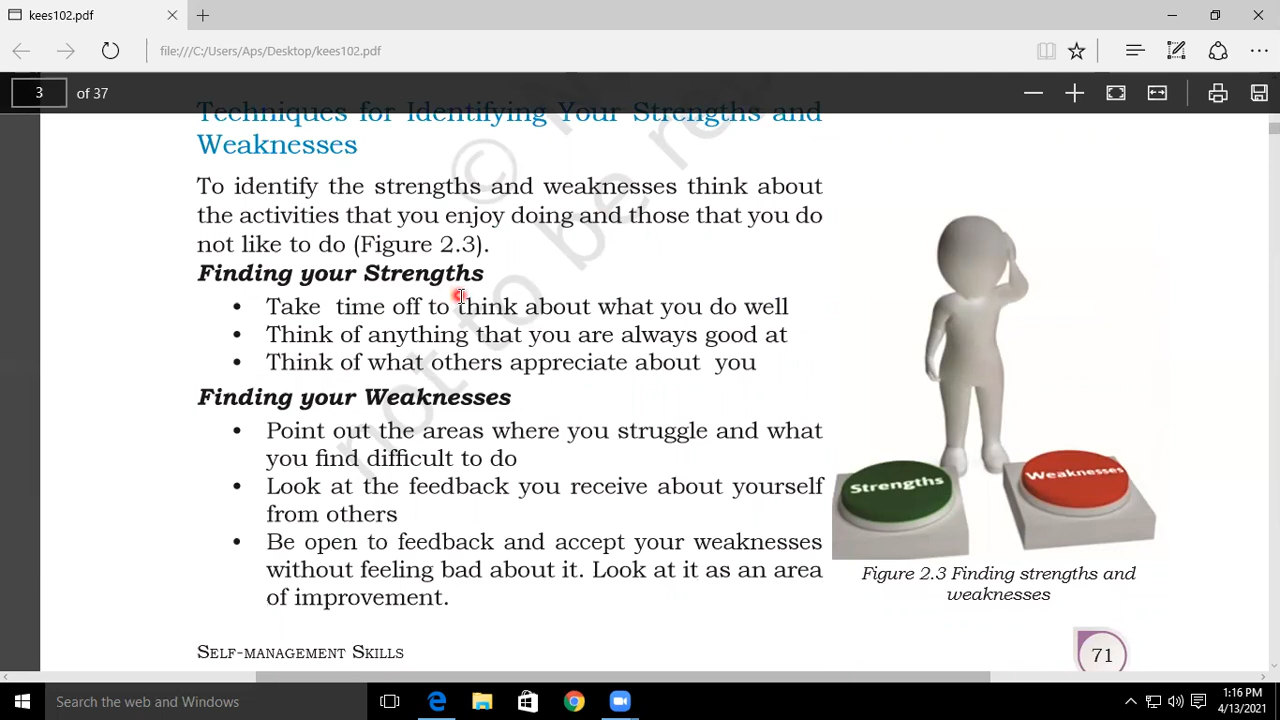 kees102.pdf
file:///C:/Users/Aps/Desktop/kees102.pdf
3 of 37
Techniques for Identifying Your Strengths and
Weaknesses
To identify the strengths and weaknesses think about
the activities that you enjoy doing and those that you do
not like to do (Figure 2.3).
Finding your Strengths
• Take time off to think about what you do well
• Think of anything that you are always good at
• Think of what others appreciate about you
Finding your Weaknesses
• Point out the areas where you struggle and what
you find difficult to do
• Look at the feedback you receive about yourself
from others
• Be open to feedback and accept your weaknesses
without feeling bad about it. Look at it as an area
of improvement.
Strengths
Weaknesses
Figure 2.3 Finding strengths and
weaknesses
SELF-MANAGEMENT SKILLS
71
©
not to be
Search the web and Windows
1:16 PM
4/13/2021